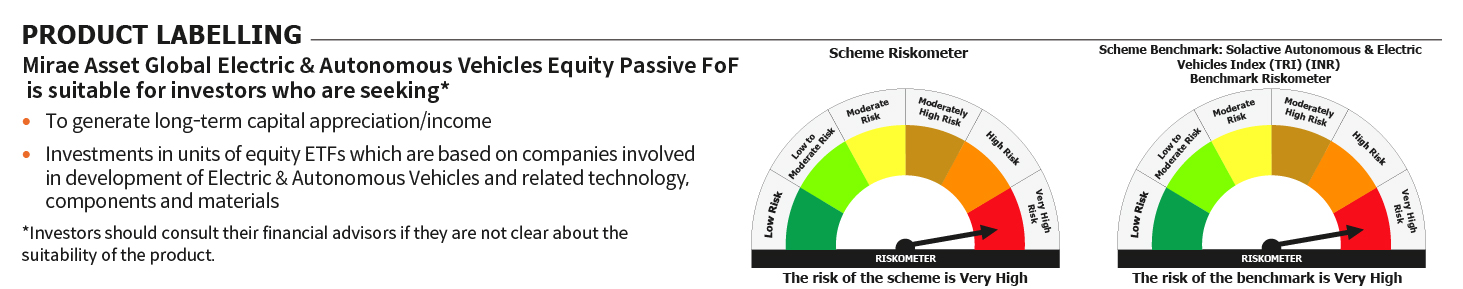 PRODUCT LABELLING
Mirae Asset Global Electric & Autonomous Vehicles Equity Passive FoF
is suitable for investors who are seeking*
• To generate long-term capital appreciation/income
• Investments in units of equity ETFs which are based on companies involved
in development of Electric & Autonomous Vehicles and related technology,
components and materials
*Investors should consult their financial advisors if they are not clear about the
suitability of the product.
Scheme Riskometer
Low Risk
Low to
Moderate Risk
Moderate
Risk
Moderately
High Risk
High Risk
Very High
Risk
RISKOMETER
The risk of the scheme is Very High
Scheme Benchmark: Solactive Autonomous & Electric
Vehicles Index (TRI) (INR)
Benchmark Riskometer
Low Risk
Low to
Moderate Risk
Moderate
Risk
Moderately
High Risk
High Risk
Very High
Risk
RISKOMETER
The risk of the benchmark is Very High